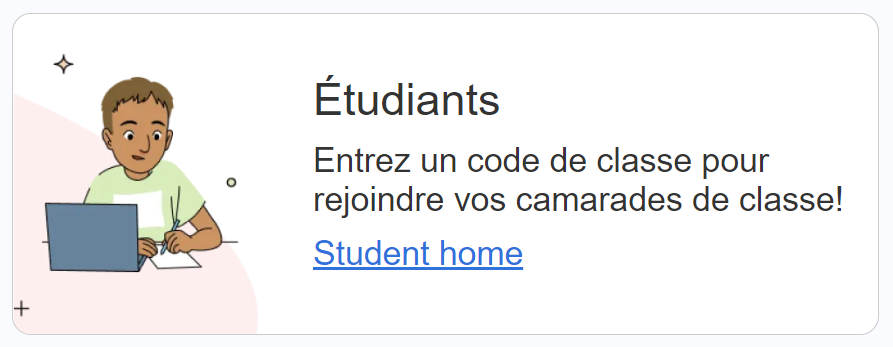 Étudiants
Entrez un code de classe pour
rejoindre vos camarades de classe!
Student home